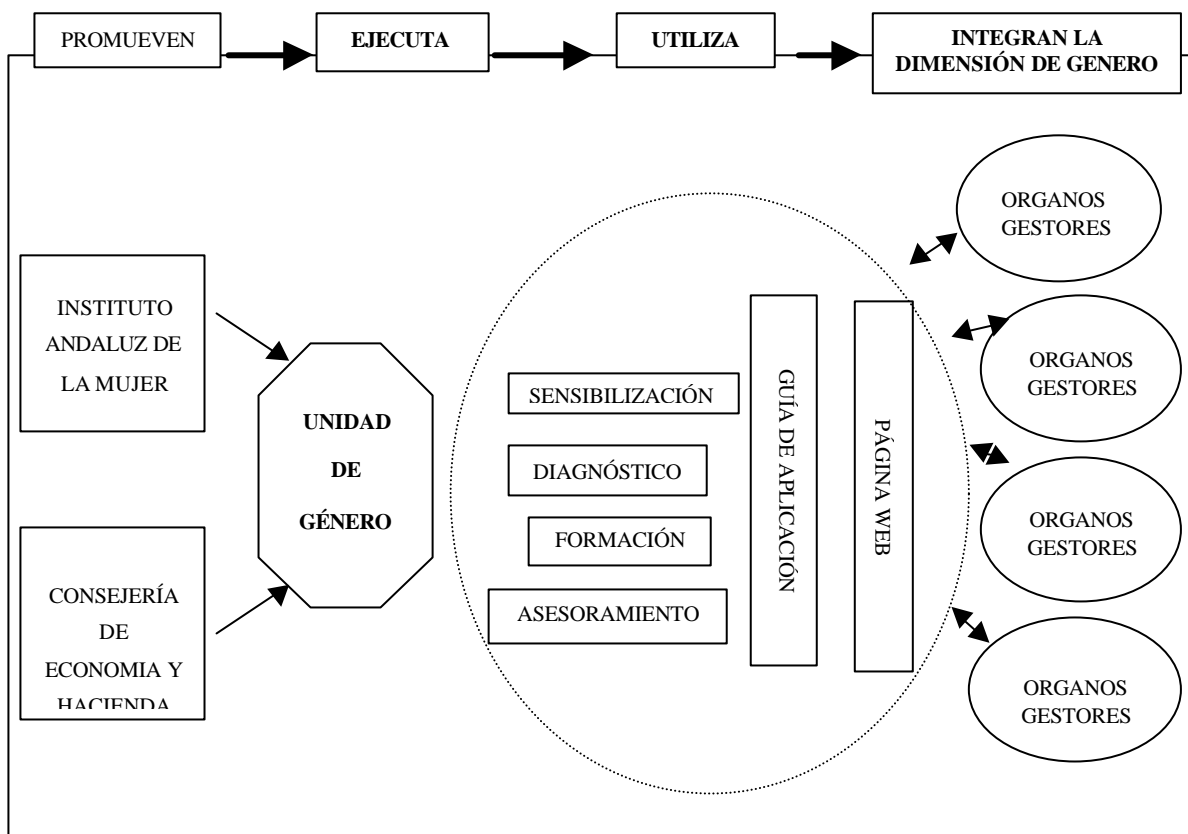 PROMUEVEN
EJECUTA
UTILIZA
INTEGRAN LA
DIMENSIÓN DE GENERO
INSTITUTO
ANDALUZ DE
LA MUJER
CONSEJERÍA
DE
ECONOMIA Y
HACIENDA
UNIDAD
DE
GÉNERO
SENSIBILIZACIÓN
DIAGNÓSTICO
FORMACIÓN
ASESORAMIENTO
GUÍA DE APLICACIÓN
PÁGINA WEB
ORGANOS
GESTORES
ORGANOS
GESTORES
ORGANOS
GESTORES
ORGANOS
GESTORES